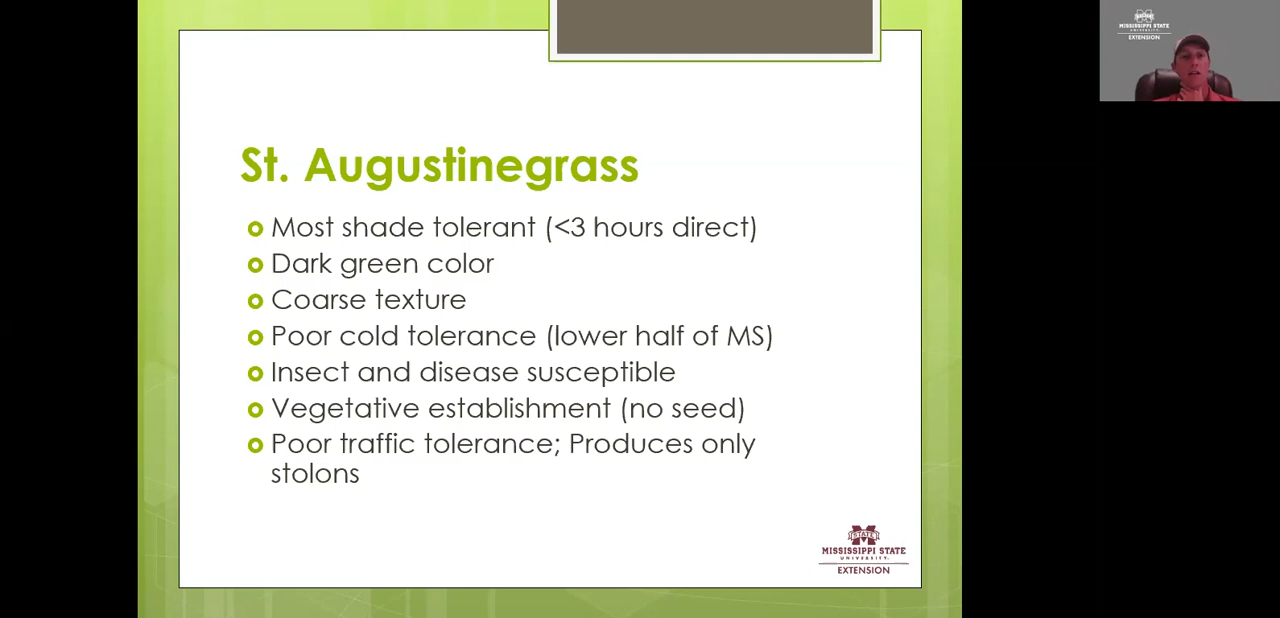 St. Augustinegrass
Most shade tolerant (<3 hours direct)
Dark green color
Coarse texture
Poor cold tolerance (lower half of MS)
Insect and disease susceptible
Vegetative establishment (no seed)
Poor traffic tolerance; Produces only
stolons
STATE
MISSISSIPPI STATE
UNIVERSITY
EXTENSION
MISSISSIPPI STATE
UNIVERSITY
EXTENSION